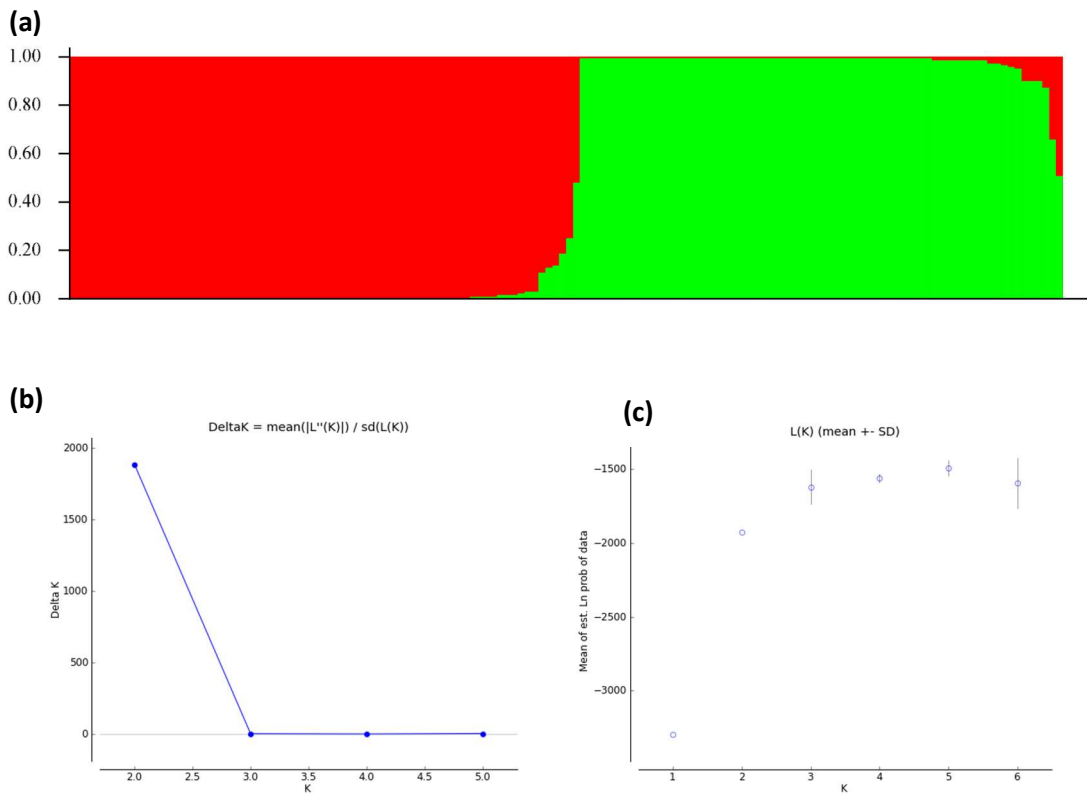 (a)
1.00
0.80
0.60
0.40
0.20
0.00
(b)
DeltaK = mean(|L''(K)|) / sd(L(K))
2000
1500
1000
500
0
Delta K
2.0 2.5 3.0 3.5 4.0 4.5 5.0
K
(c)
L(K) (mean +- SD)
−1500
−2000
−2500
−3000
Mean of est. Ln prob of data
1 2 3 4 5 6
K